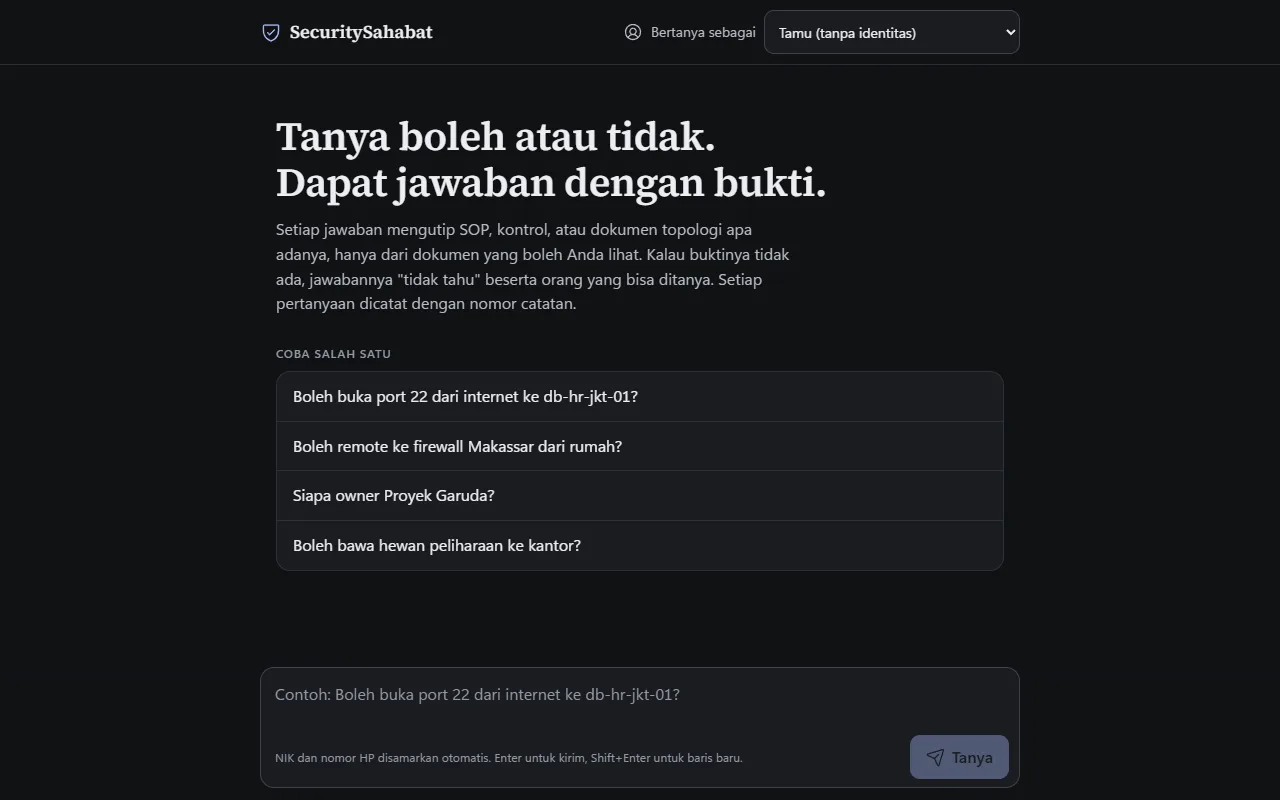 SecuritySahabat
Bertanya sebagai
Tamu (tanpa identitas)
Tanya boleh atau tidak.
Dapat jawaban dengan bukti.
Setiap jawaban mengutip SOP, kontrol, atau dokumen topologi apa
adanya, hanya dari dokumen yang boleh Anda lihat. Kalau buktinya tidak
ada, jawabannya "tidak tahu" beserta orang yang bisa ditanya. Setiap
pertanyaan dicatat dengan nomor catatan.
COBA SALAH SATU
Boleh buka port 22 dari internet ke db-hr-jkt-01?
Boleh remote ke firewall Makassar dari rumah?
Siapa owner Proyek Garuda?
Boleh bawa hewan peliharaan ke kantor?
Contoh: Boleh buka port 22 dari internet ke db-hr-jkt-01?
NIK dan nomor HP disamarkan otomatis. Enter untuk kirim, Shift+Enter untuk baris baru.
Tanya